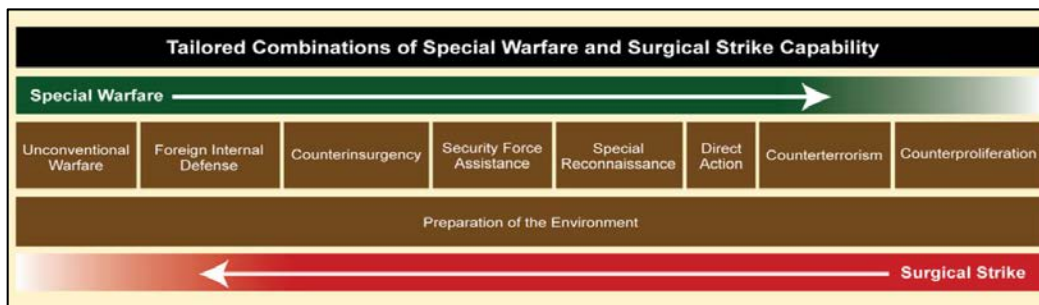 Tailored Combinations of Special Warfare and Surgical Strike Capability
Special Warfare
Unconventional
Warfare
Foreign Internal
Defense
Counterinsurgency
Security Force
Assistance
Special
Reconnaissance
Direct
Action
Counterterrorism
Counterproliferation
Preparation of the Environment
Surgical Strike